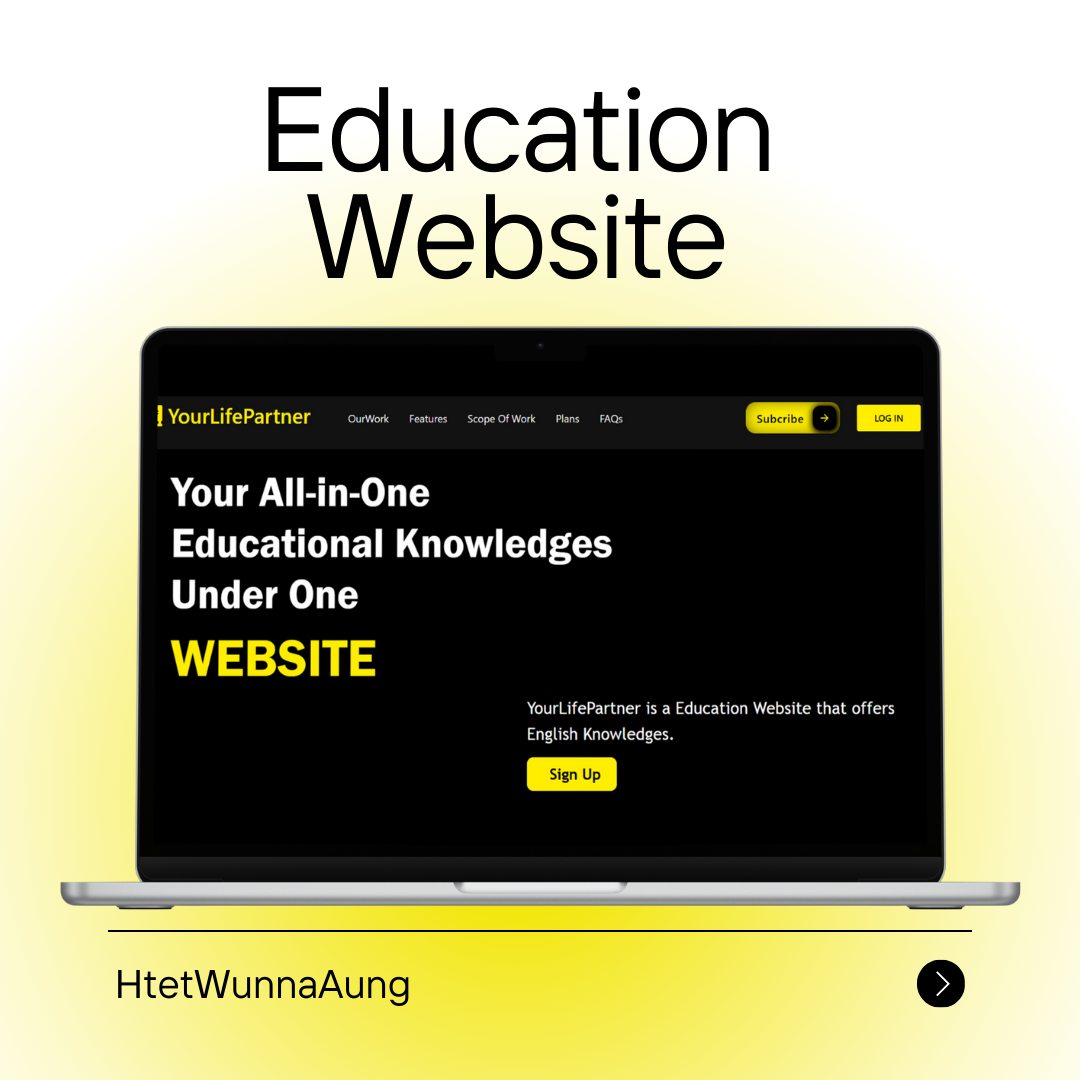 Education
Website
YourLifePartner
OurWork Features Scope Of Work Plans FAQs
Subcribe
LOG IN
Your All-in-One
Educational Knowledges
Under One
WEBSITE
YourLifePartner is a Education Website that offers
English Knowledges.
Sign Up
HtetWunnaAung